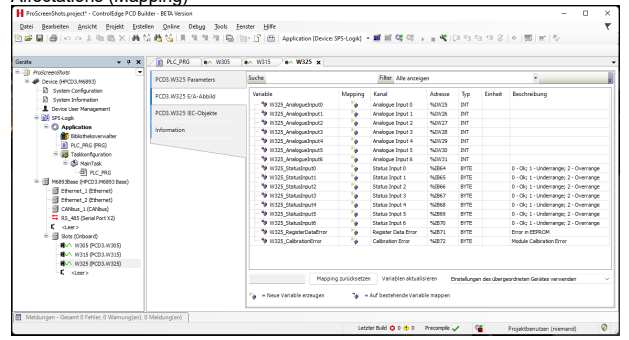 Allestations (Mapping)
ProScreenShots.project* - ControlEdge PCD Builder - BETA Version
Datei Bearbeiten Ansicht Projekt Erstellen Online Debug Tools Fenster Hilfe
Application [Device: SPS-Logik]
Geräte
PLC_PRG W305 W315 W325
ProScreenShots
Device (HPCD3.M6893)
System Configuration
System Information
Device User Management
SPS-Logik
Application
Bibliotheksverwalter
PLC_PRG (PRG)
Taskkonfiguration
MainTask
PLC_PRG
M6893Base (HPCD3.M6893 Base)
Ethernet_1 (Ethernet)
Ethernet_2 (Ethernet)
CANbus_1 (CANbus)
RS_485 (Serial Port X2)
<Leer>
Slots (Onboard)
W305 (PCD3.W305)
W315 (PCD3.W315)
W325 (PCD3.W325)
<Leer>
PCD3.W325 Parameters
PCD3.W325 E/A-Abbild
PCD3.W325 IEC-Objekte
Information
Suche Filter Alle anzeigen
Variable Mapping Kanal Adresse Typ Einheit Beschreibung
W325_AnalogueInput0 Analogue Input 0 %IW25 INT
W325_AnalogueInput1 Analogue Input 1 %IW26 INT
W325_AnalogueInput2 Analogue Input 2 %IW27 INT
W325_AnalogueInput3 Analogue Input 3 %IW28 INT
W325_AnalogueInput4 Analogue Input 4 %IW29 INT
W325_AnalogueInput5 Analogue Input 5 %IW30 INT
W325_AnalogueInput6 Analogue Input 6 %IW31 INT
W325_StatusInput0 Status Input 0 %IB64 BYTE 0 - Ok; 1 - Underrange; 2 - Overrange
W325_StatusInput1 Status Input 1 %IB65 BYTE 0 - Ok; 1 - Underrange; 2 - Overrange
W325_StatusInput2 Status Input 2 %IB66 BYTE 0 - Ok; 1 - Underrange; 2 - Overrange
W325_StatusInput3 Status Input 3 %IB67 BYTE 0 - Ok; 1 - Underrange; 2 - Overrange
W325_StatusInput4 Status Input 4 %IB68 BYTE 0 - Ok; 1 - Underrange; 2 - Overrange
W325_StatusInput5 Status Input 5 %IB69 BYTE 0 - Ok; 1 - Underrange; 2 - Overrange
W325_StatusInput6 Status Input 6 %IB70 BYTE 0 - Ok; 1 - Underrange; 2 - Overrange
W325_RegisterDataError Register Data Error %IB71 BYTE Error in EEPROM
W325_CalibrationError Calibration Error %IB72 BYTE Module Calibration Error
Mapping zurücksetzen Variablen aktualisieren Einstellungen des übergeordneten Gerätes verwenden
= Neue Variable erzeugen = Auf bestehende Variable mappen
Meldungen - Gesamt 0 Fehler, 0 Warnung(en), 0 Meldung(en)
Letzter Build 0 0 Precompile Projektbenutzer: (niemand)